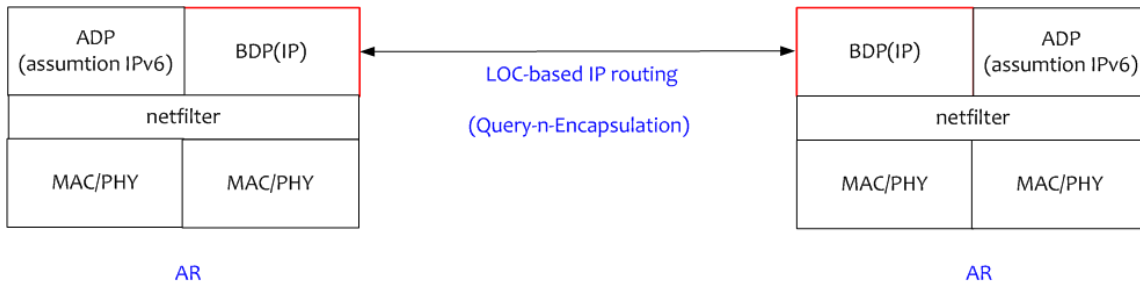 ADP
(assumtion IPv6)
BDP(IP)
netfilter
MAC/PHY
MAC/PHY
AR
LOC-based IP routing
(Query-n-Encapsulation)
BDP(IP)
ADP
(assumtion IPv6)
netfilter
MAC/PHY
MAC/PHY
AR